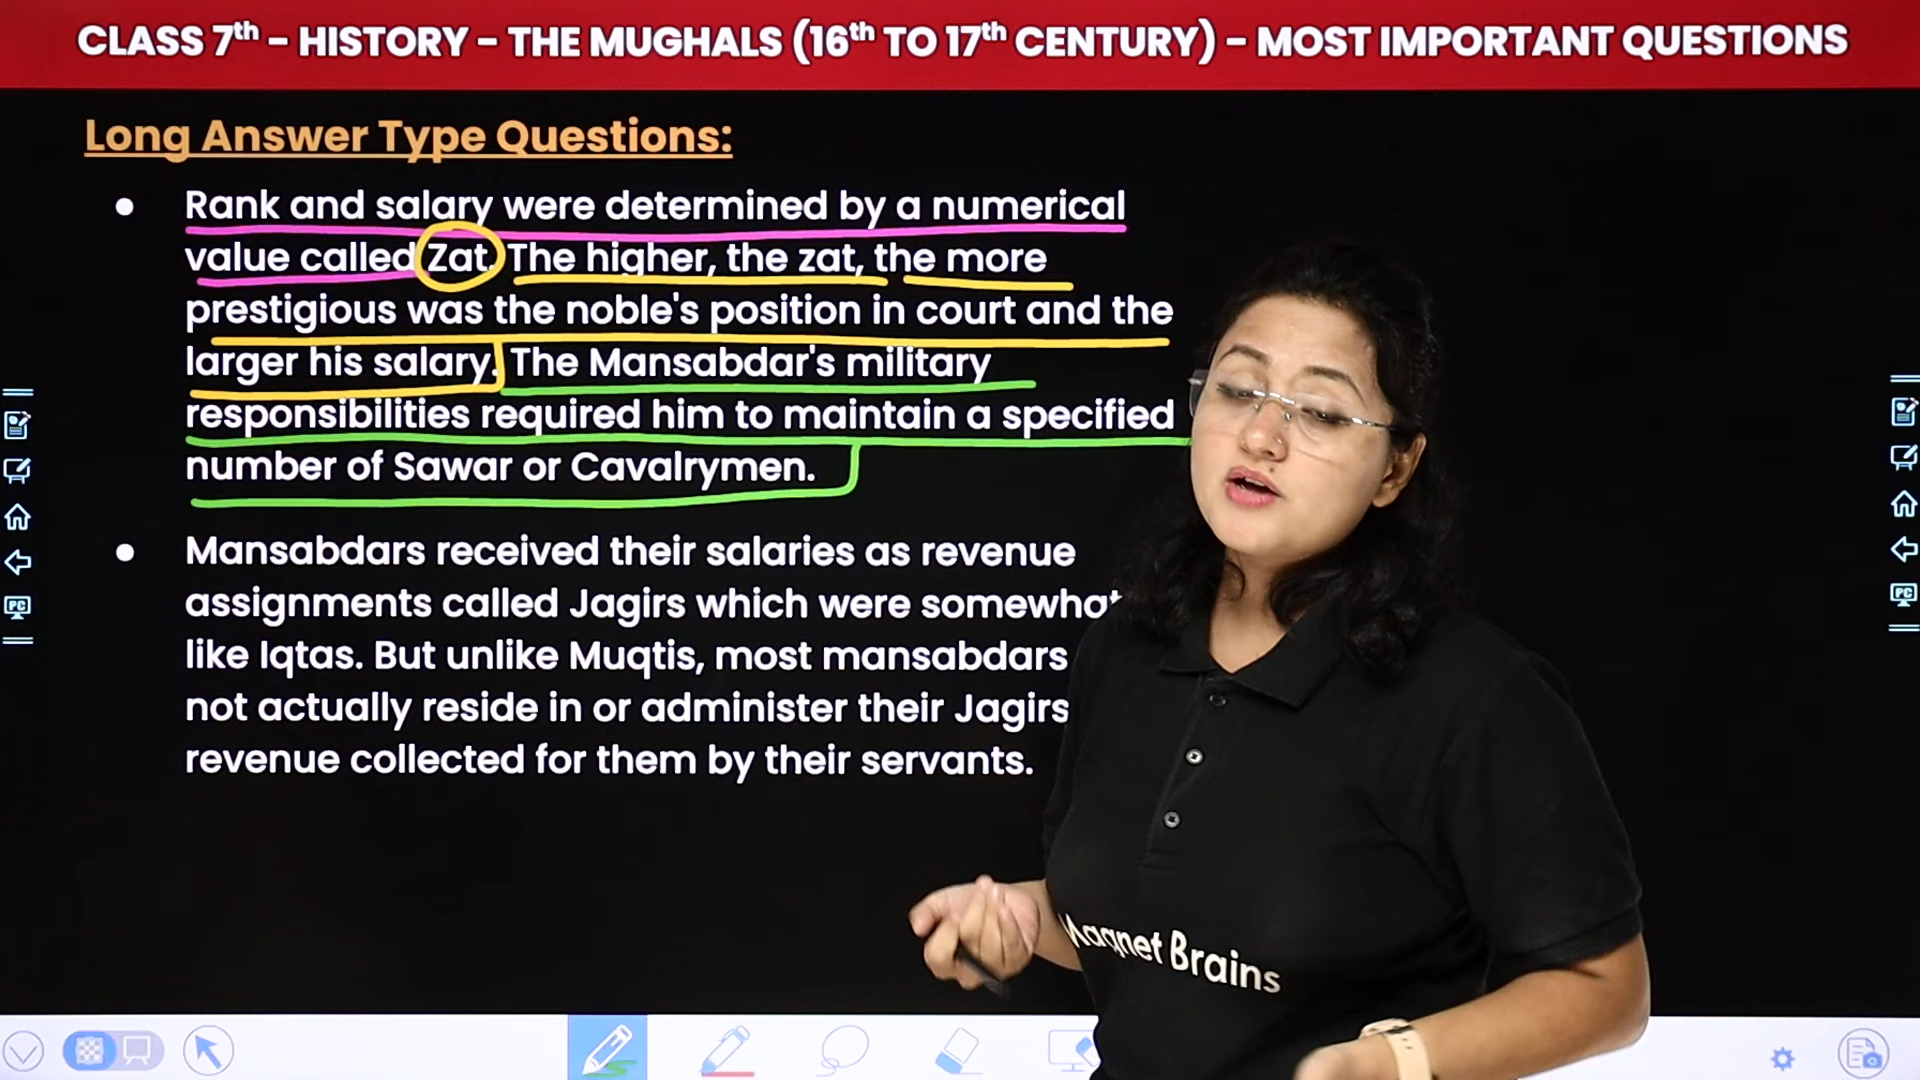 CLASS 7th – HISTORY – THE MUGHALS (16th TO 17th CENTURY) – MOST IMPORTANT QUESTIONS
Long Answer Type Questions:
● Rank and salary were determined by a numerical
value called Zat. The higher, the zat, the more
prestigious was the noble's position in court and the
larger his salary. The Mansabdar's military
responsibilities required him to maintain a specified
number of Sawar or Cavalrymen.
● Mansabdars received their salaries as revenue
assignments called Jagirs which were somewhat
like Iqtas. But unlike Muqtis, most mansabdars
not actually reside in or administer their Jagirs
revenue collected for them by their servants.
PC
PC
Magnet Brains